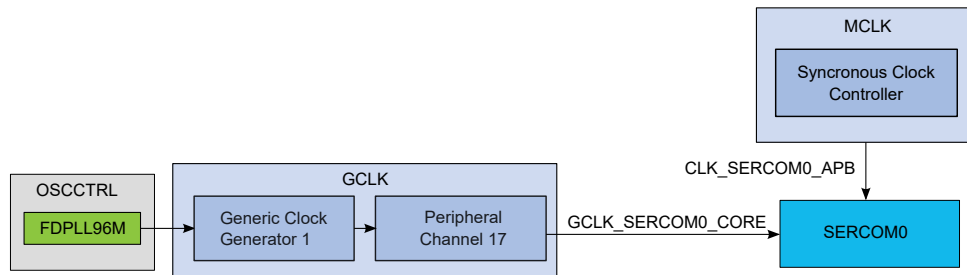 MCLK
Syncronous Clock
Controller
CLK_SERCOM0_APB
OSCCTRL
FDPLL96M
GCLK
Generic Clock
Generator 1
Peripheral
Channel 17
GCLK_SERCOM0_CORE
SERCOM0